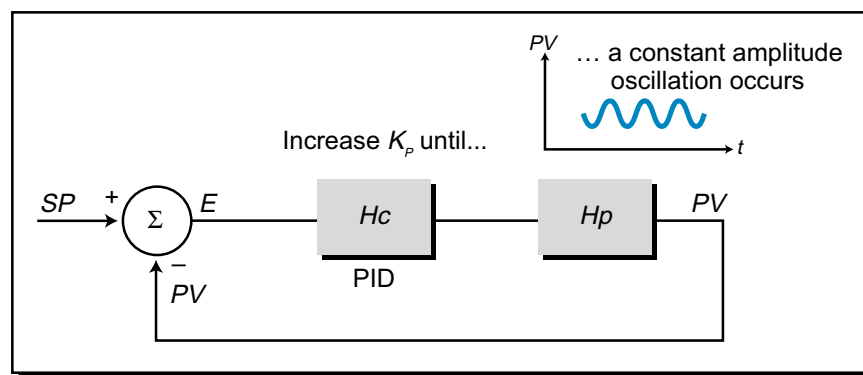 PV
… a constant amplitude
oscillation occurs
t
Increase K_P until...
SP
+
Σ
E
Hc
Hp
PV
–
PV
PID